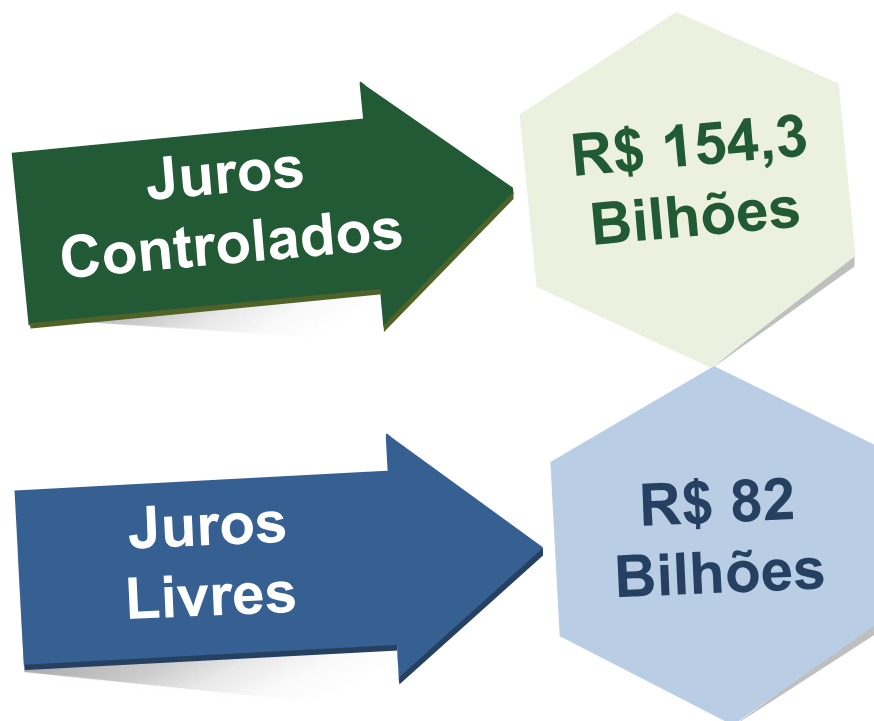 Juros
Controlados
R$ 154,3
Bilhões
Juros
Livres
R$ 82
Bilhões